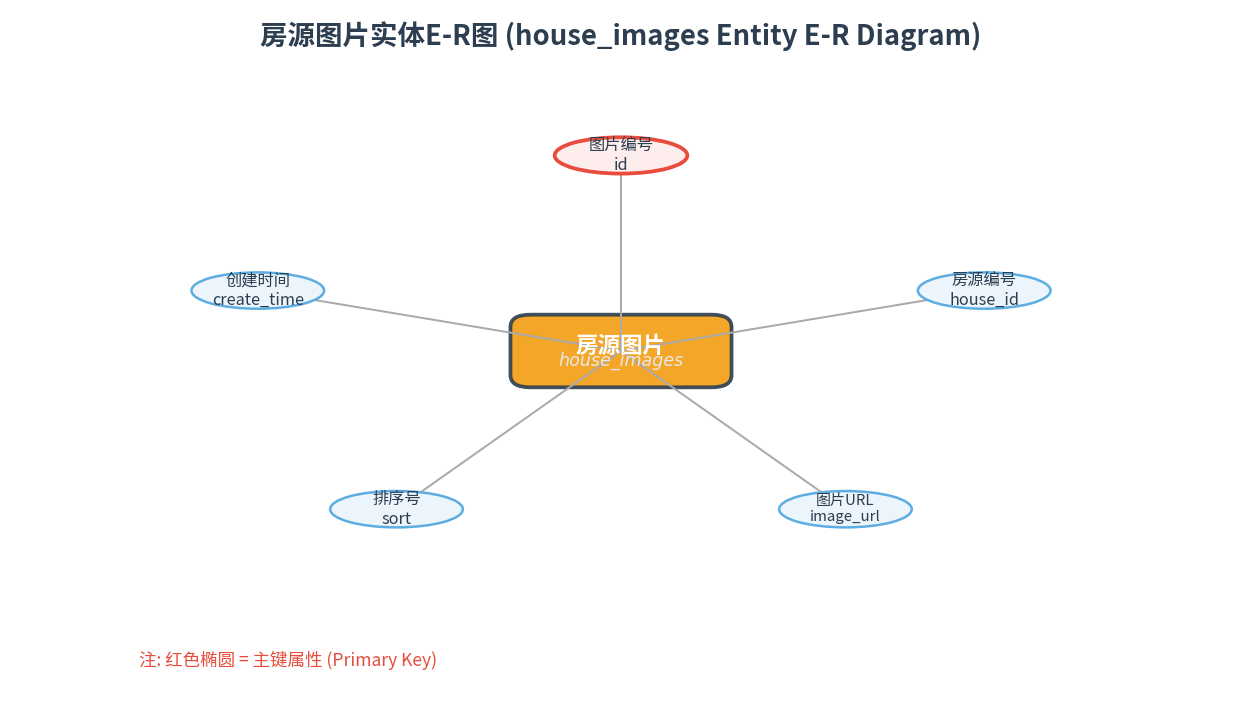 房源图片实体E-R图 (house_images Entity E-R Diagram)
图片编号
id
创建时间
create_time
房源编号
house_id
房源图片
house_images
排序号
sort
图片URL
image_url
注: 红色椭圆 = 主键属性 (Primary Key)